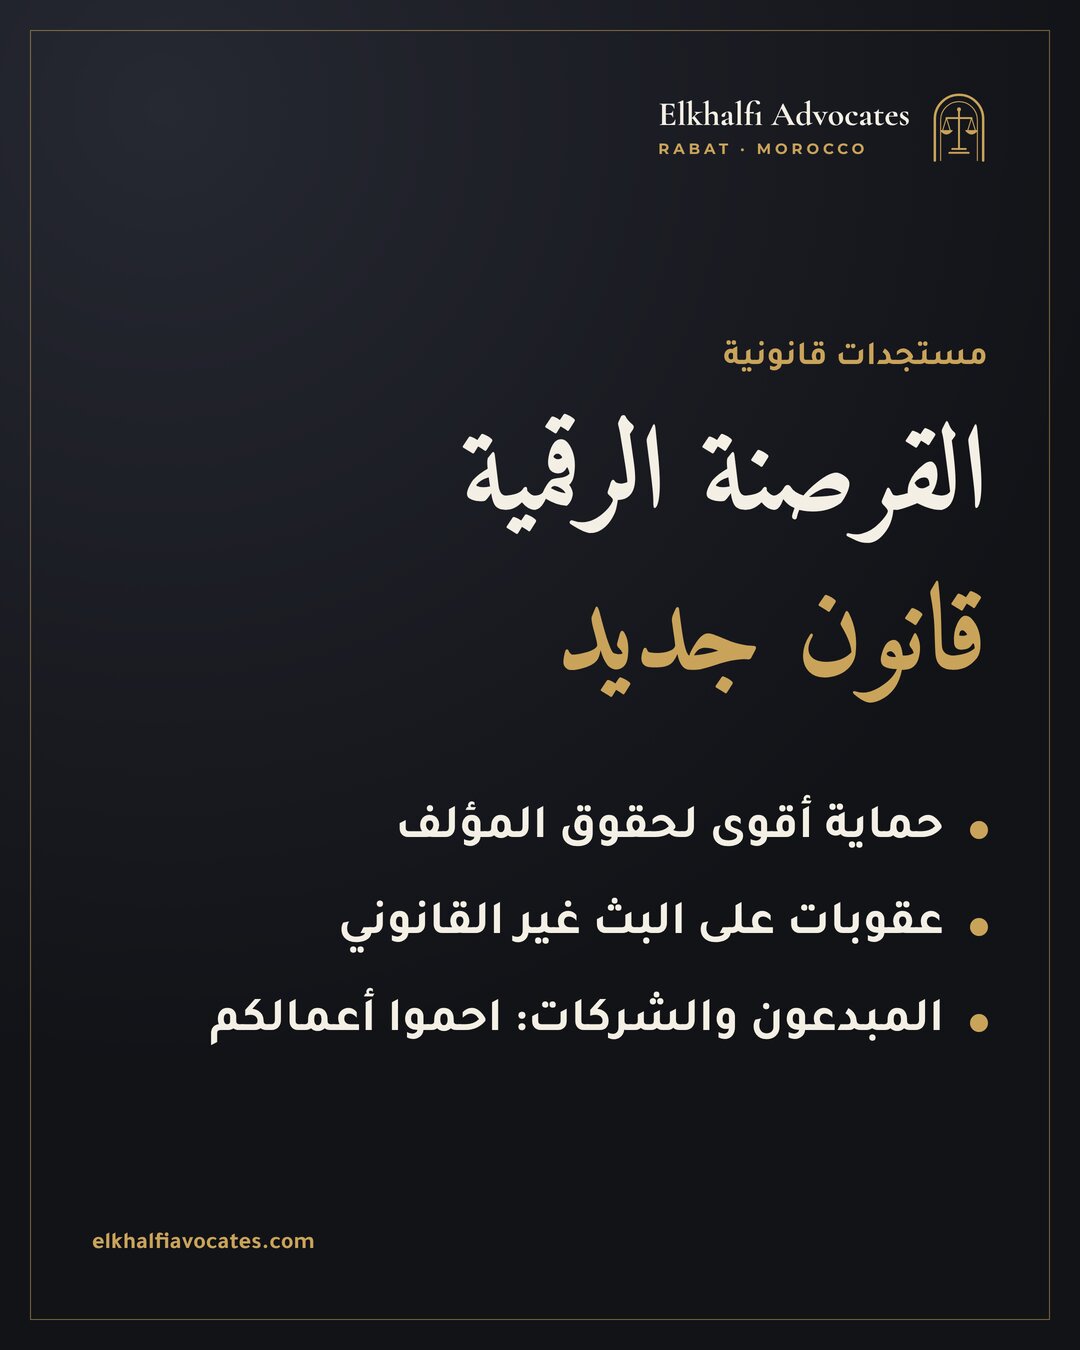 Elkhalfi Advocates
RABAT · MOROCCO
مستجدات قانونية
القرصنة الرقمية
قانون جديد
حماية أقوى لحقوق المؤلف
عقوبات على البث غير القانوني
المبدعون والشركات: احموا أعمالكم
elkhalfiavocates.com